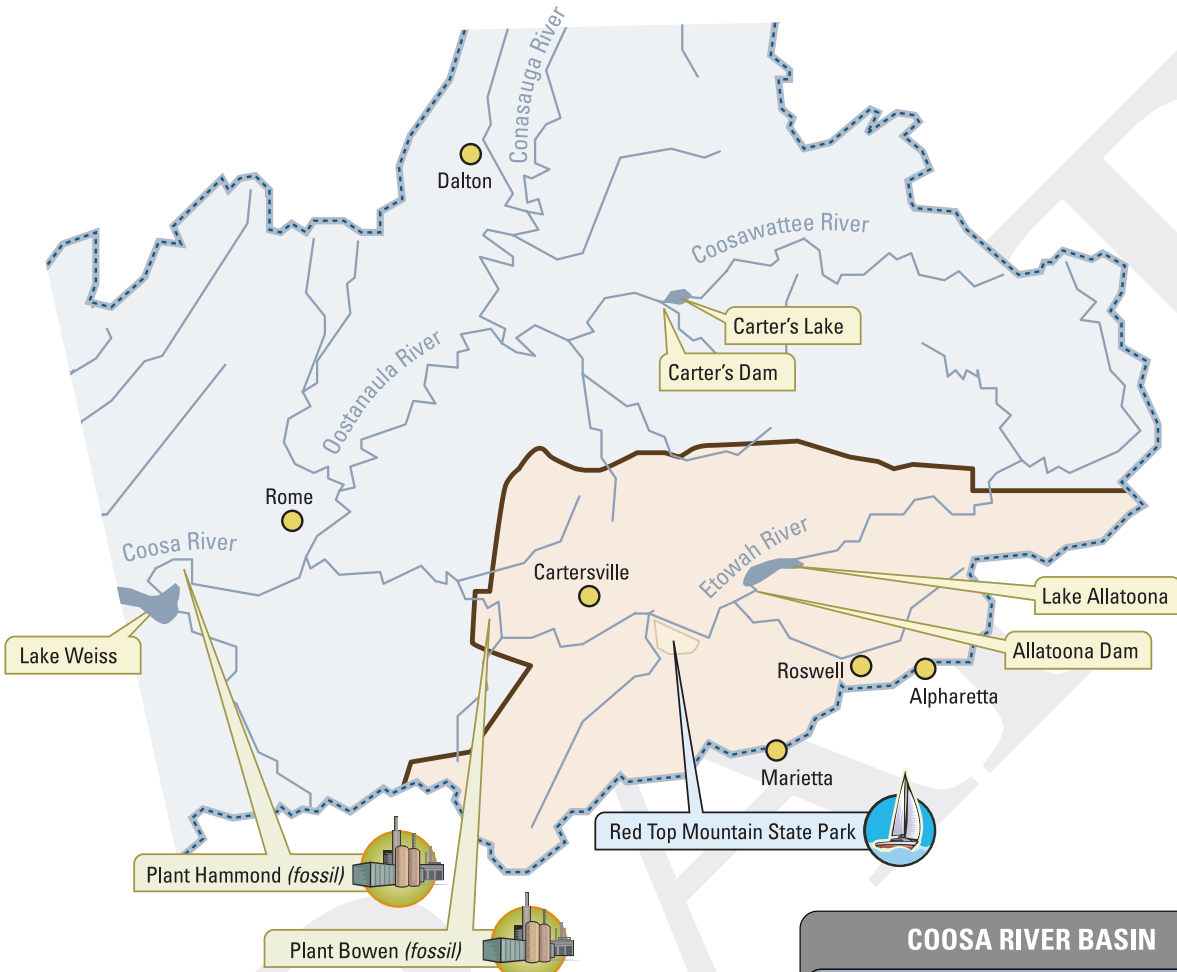 Conasauga River
Dalton
Coosawattee River
Carter's Lake
Carter's Dam
Oostanaula River
Rome
Coosa River
Etowah River
Cartersville
Lake Allatoona
Lake Weiss
Allatoona Dam
Roswell
Alpharetta
Marietta
Red Top Mountain State Park
Plant Hammond (fossil)
Plant Bowen (fossil)
COOSA RIVER BASIN